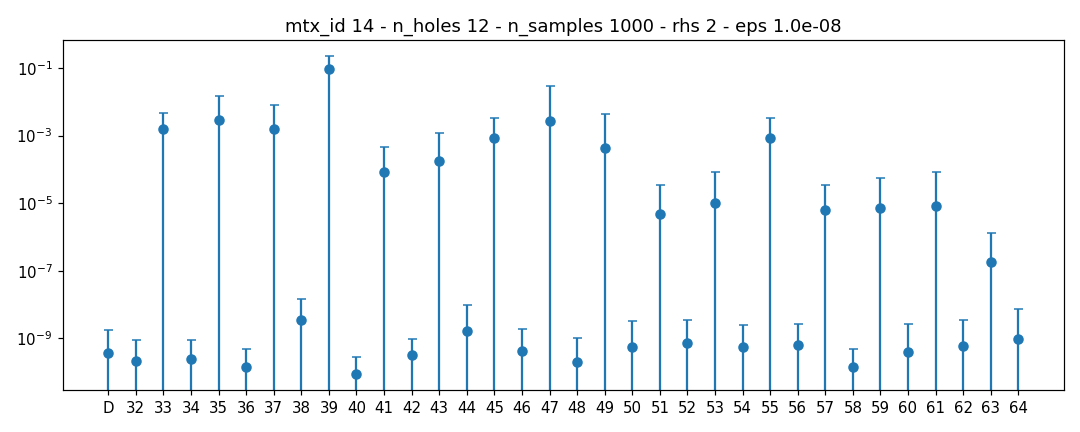 mtx_id 14 - n_holes 12 - n_samples 1000 - rhs 2 - eps 1.0e-08
10⁻¹
10⁻³
10⁻⁵
10⁻⁷
10⁻⁹
D 32 33 34 35 36 37 38 39 40 41 42 43 44 45 46 47 48 49 50 51 52 53 54 55 56 57 58 59 60 61 62 63 64